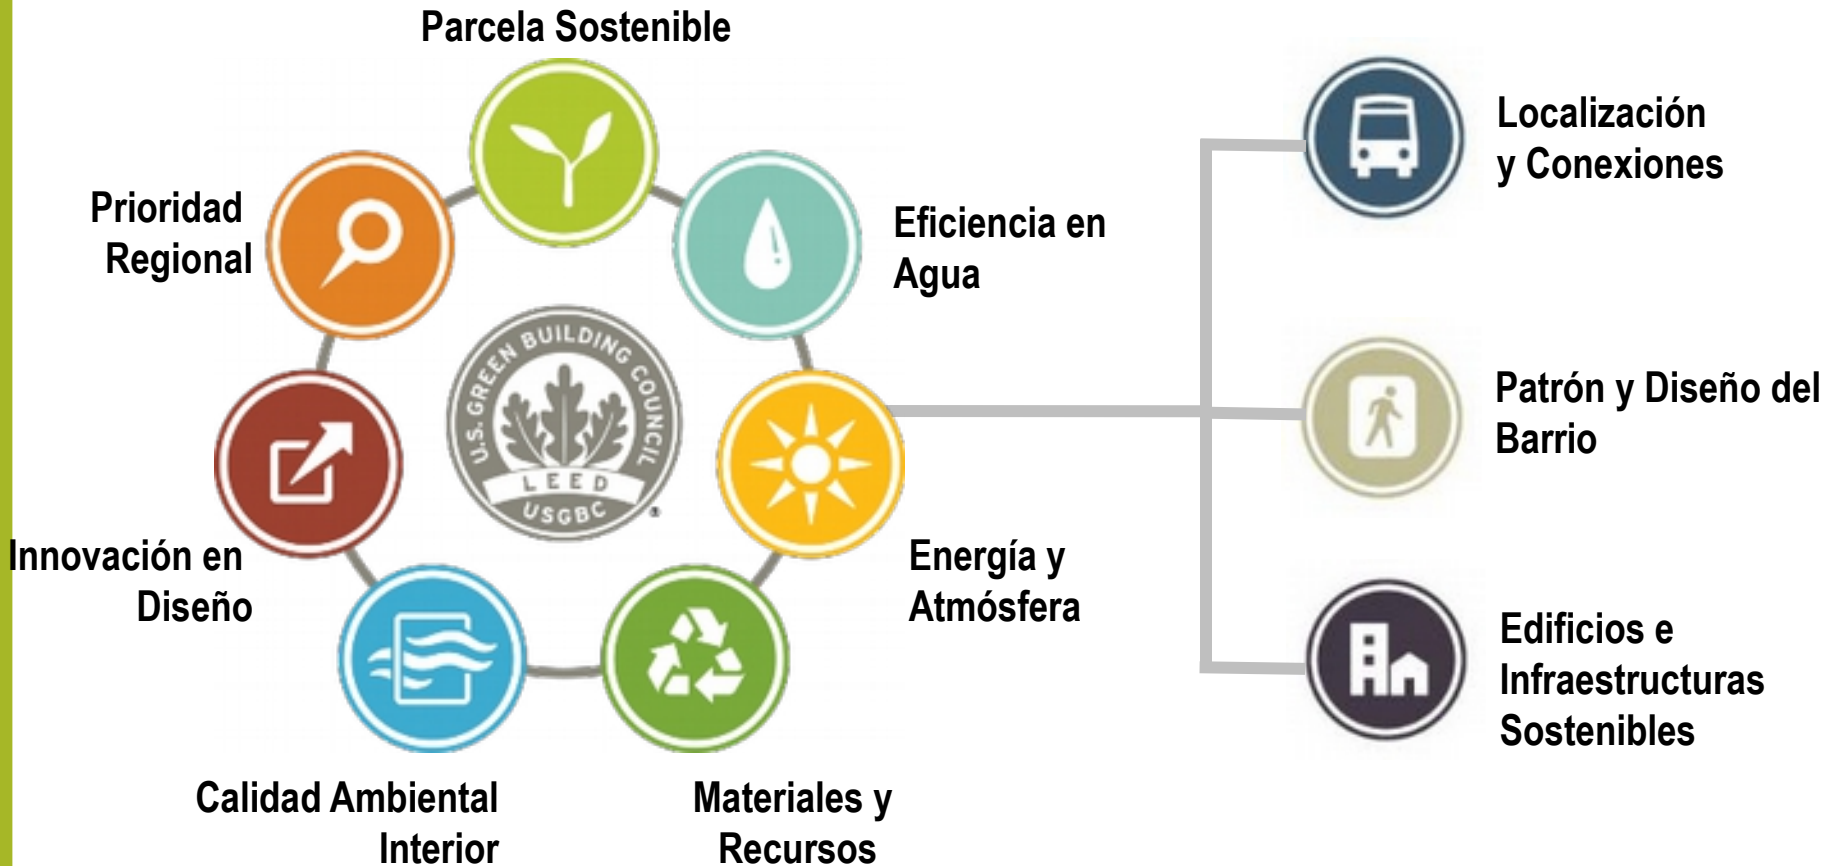 Parcela Sostenible
Prioridad
Regional
Eficiencia en
Agua
U.S. GREEN BUILDING COUNCIL
LEED
USGBC
®
Innovación en
Diseño
Energía y
Atmósfera
Calidad Ambiental
Interior
Materiales y
Recursos
Localización
y Conexiones
Patrón y Diseño del
Barrio
Edificios e
Infraestructuras
Sostenibles